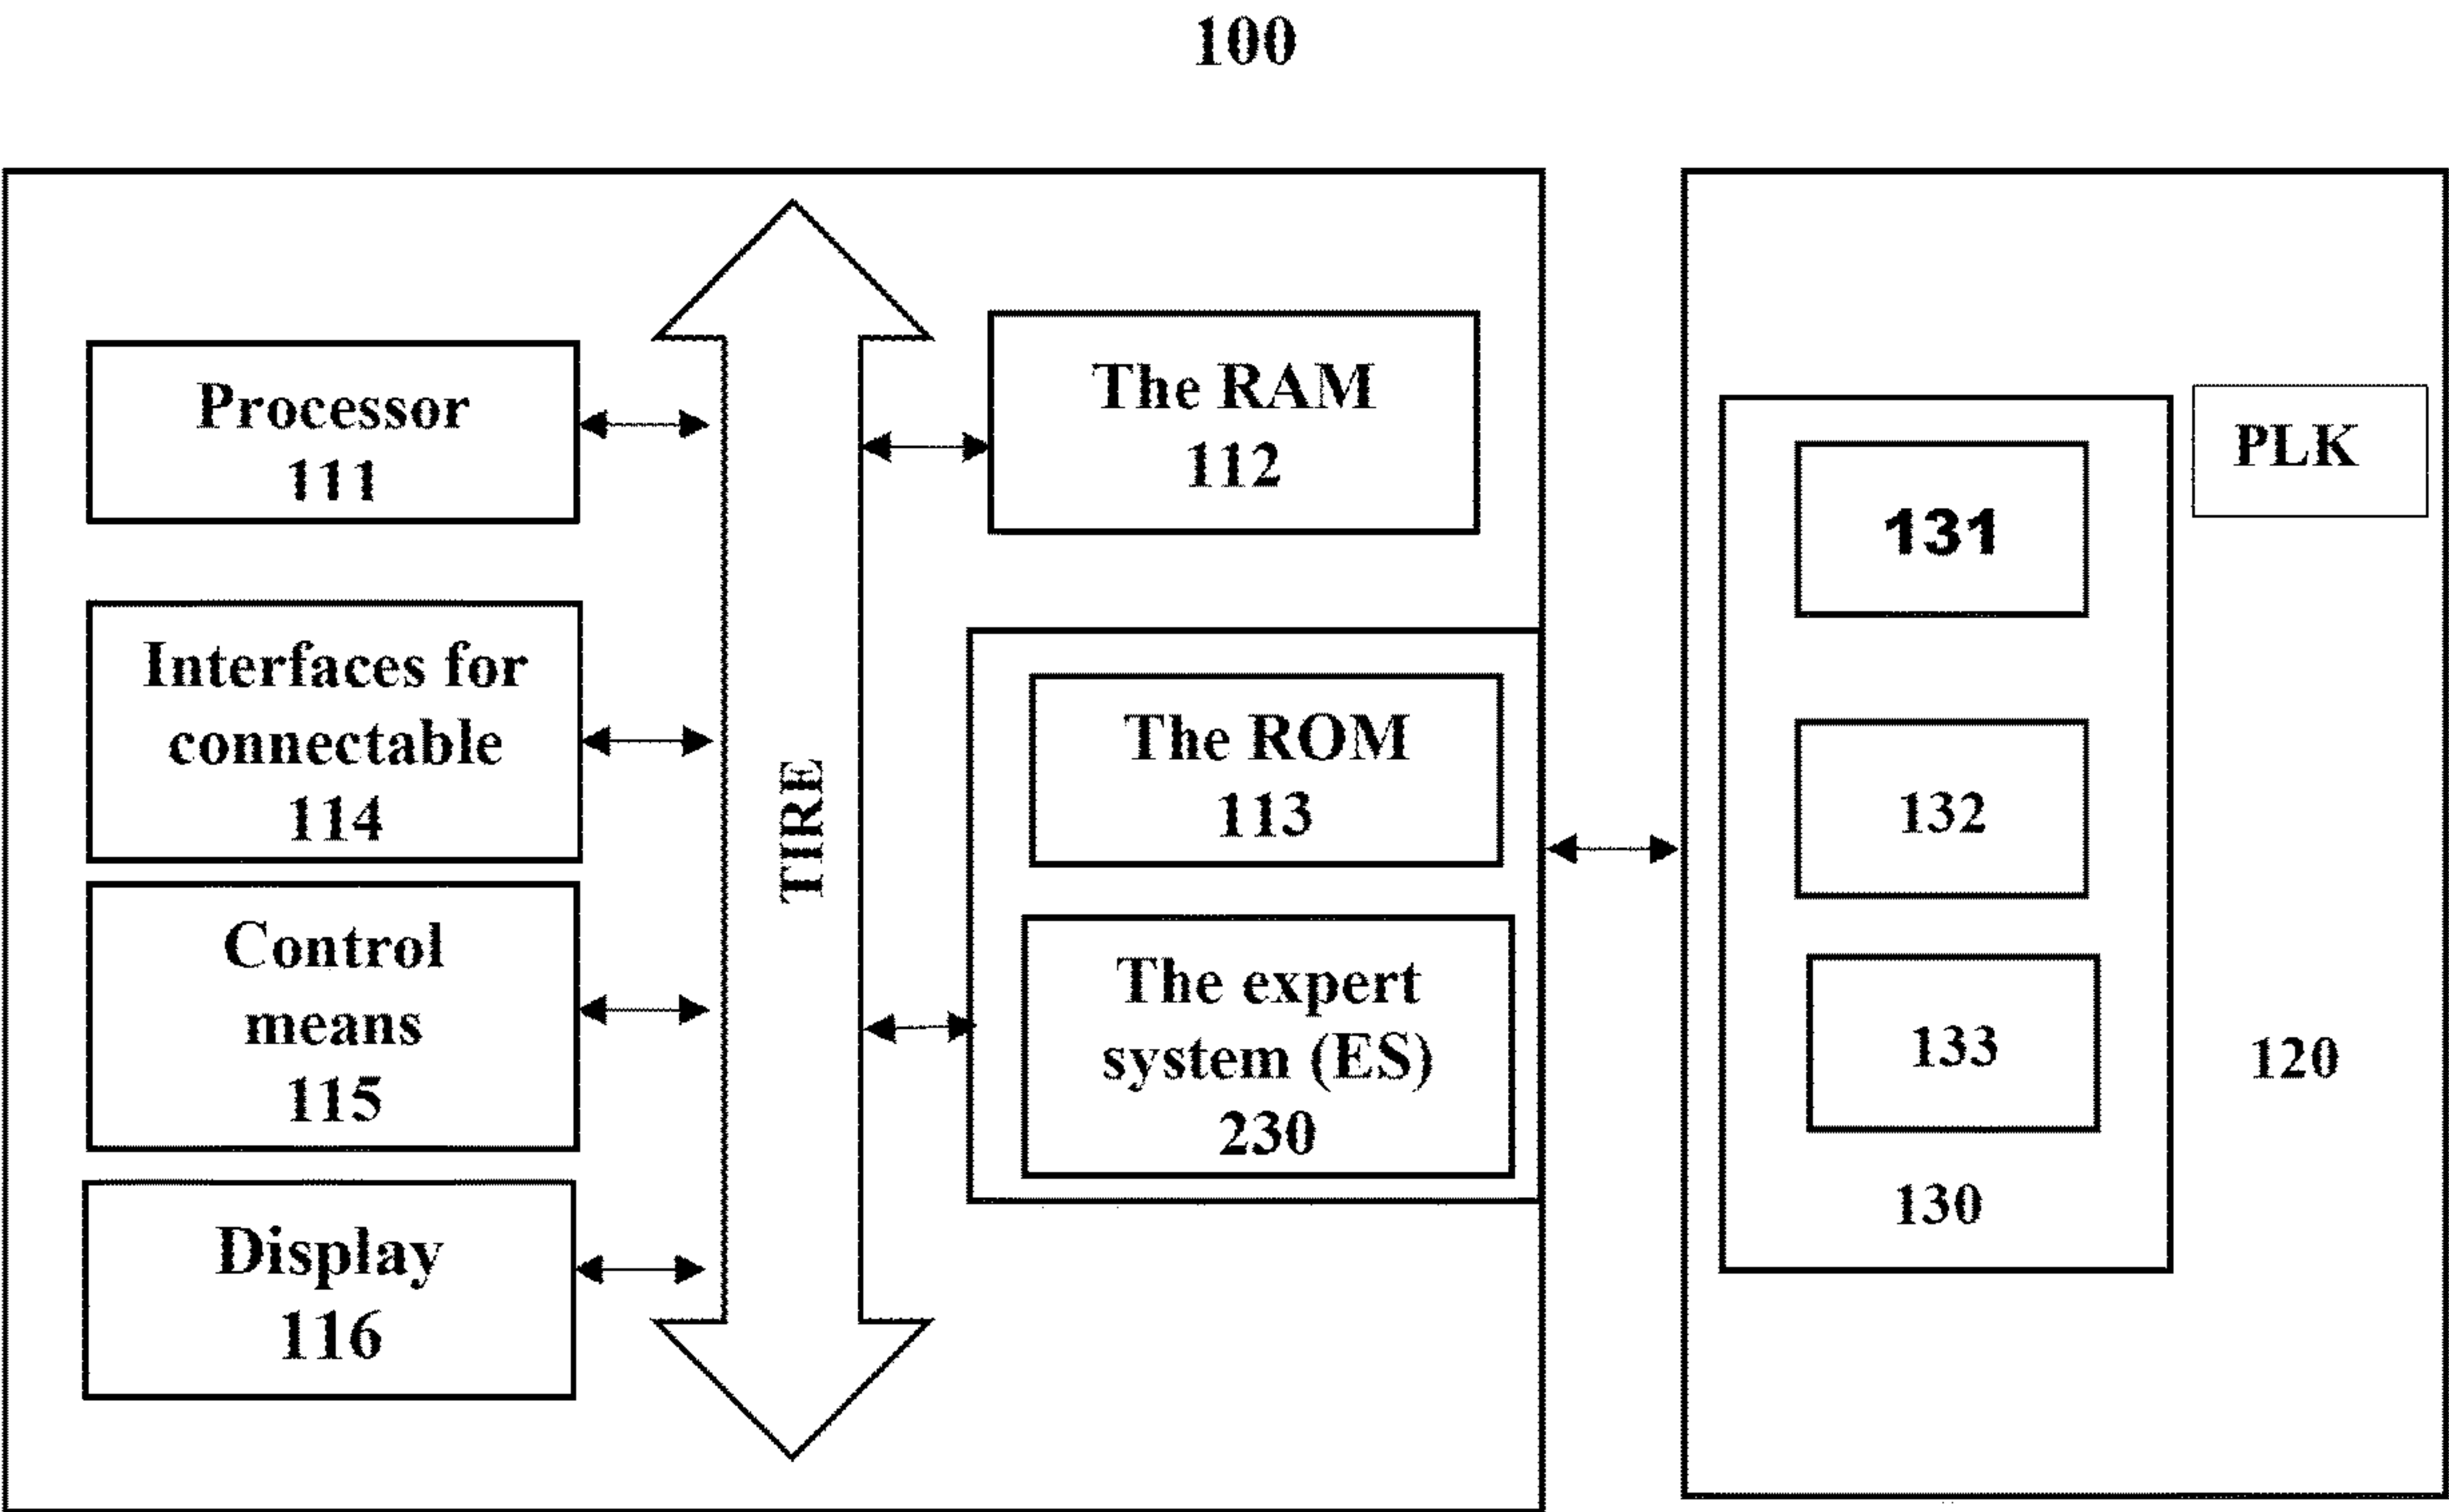 100
Processor
111
Interfaces for
connectable
114
Control
means
115
Display
116
TIRE
The RAM
112
The ROM
113
The expert
system (ES)
230
PLK
131
132
133
130
120